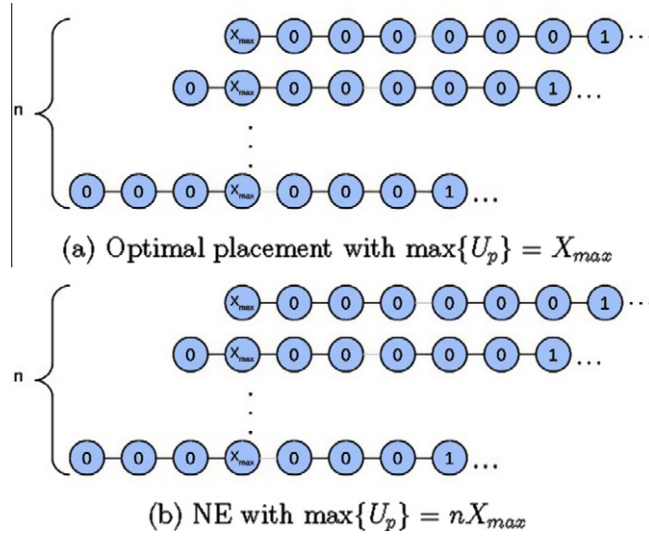 X_max 0 0 0 0 0 0 1 ...
0 X_max 0 0 0 0 0 1 ...
n
0 0 0 X_max 0 0 0 1 ...
(a) Optimal placement with max{U_p} = X_max
X_max 0 0 0 0 0 0 1 ...
0 X_max 0 0 0 0 0 1 ...
n
0 0 0 X_max 0 0 0 1 ...
(b) NE with max{U_p} = nX_max